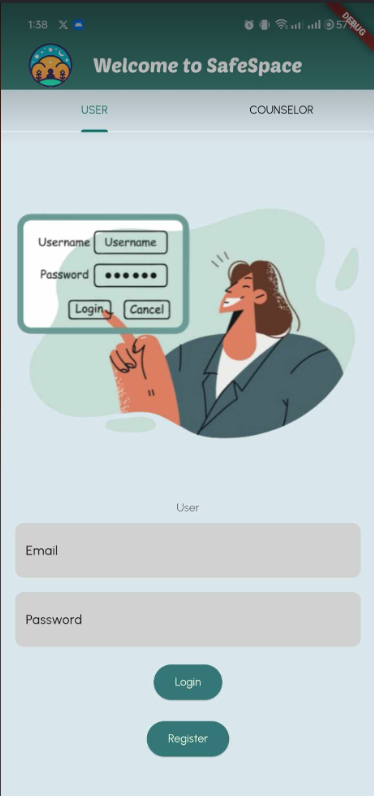 1:38 57
DEBUG
Welcome to SafeSpace
USER COUNSELOR
Username Username
Password
Login Cancel
User
Email
Password
Login
Register